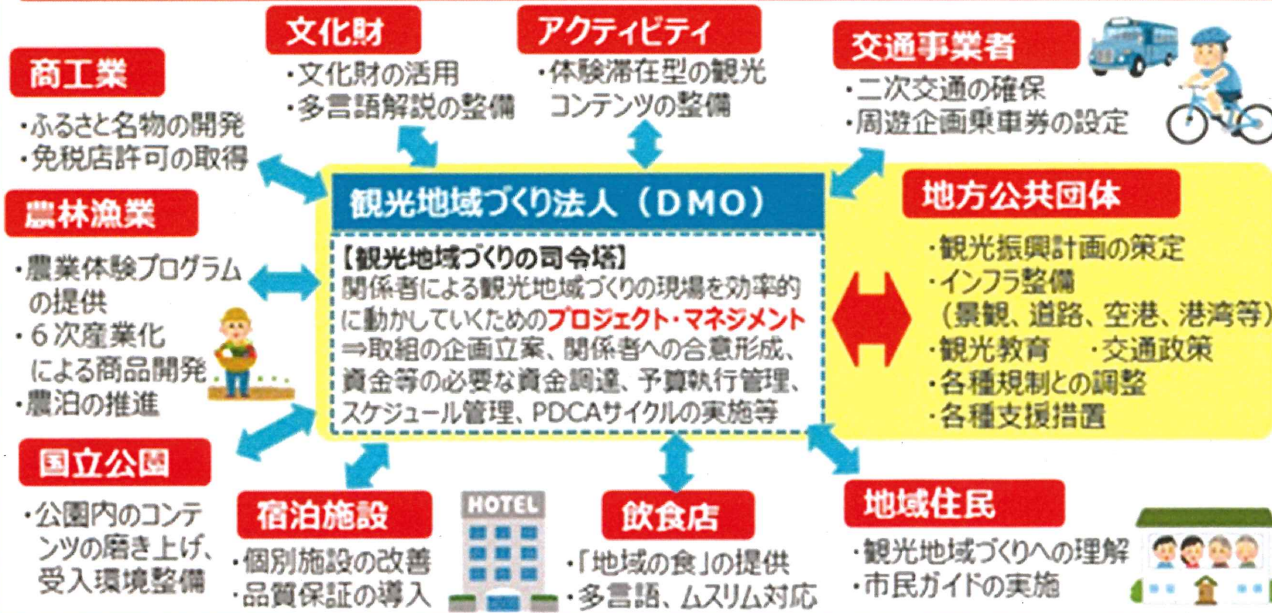 文化財
・文化財の活用
・多言語解説の整備
アクティビティ
・体験滞在型の観光
コンテンツの整備
交通事業者
・二次交通の確保
・周遊企画乗車券の設定
商工業
・ふるさと名物の開発
・免税店許可の取得
農林漁業
・農業体験プログラム
の提供
・6次産業化
による商品開発
・農泊の推進
観光地域づくり法人（DMO）
【観光地域づくりの司令塔】
関係者による観光地域づくりの現場を効率的
に動かしていくためのプロジェクト・マネジメント
⇒取組の企画立案、関係者への合意形成、
資金等の必要な資金調達、予算執行管理、
スケジュール管理、PDCAサイクルの実施等
地方公共団体
・観光振興計画の策定
・インフラ整備
（景観、道路、空港、港湾等）
・観光教育　・交通政策
・各種規制との調整
・各種支援措置
国立公園
・公園内のコンテ
ンツの磨き上げ、
受入環境整備
宿泊施設
・個別施設の改善
・品質保証の導入
HOTEL
飲食店
・「地域の食」の提供
・多言語、ムスリム対応
地域住民
・観光地域づくりへの理解
・市民ガイドの実施